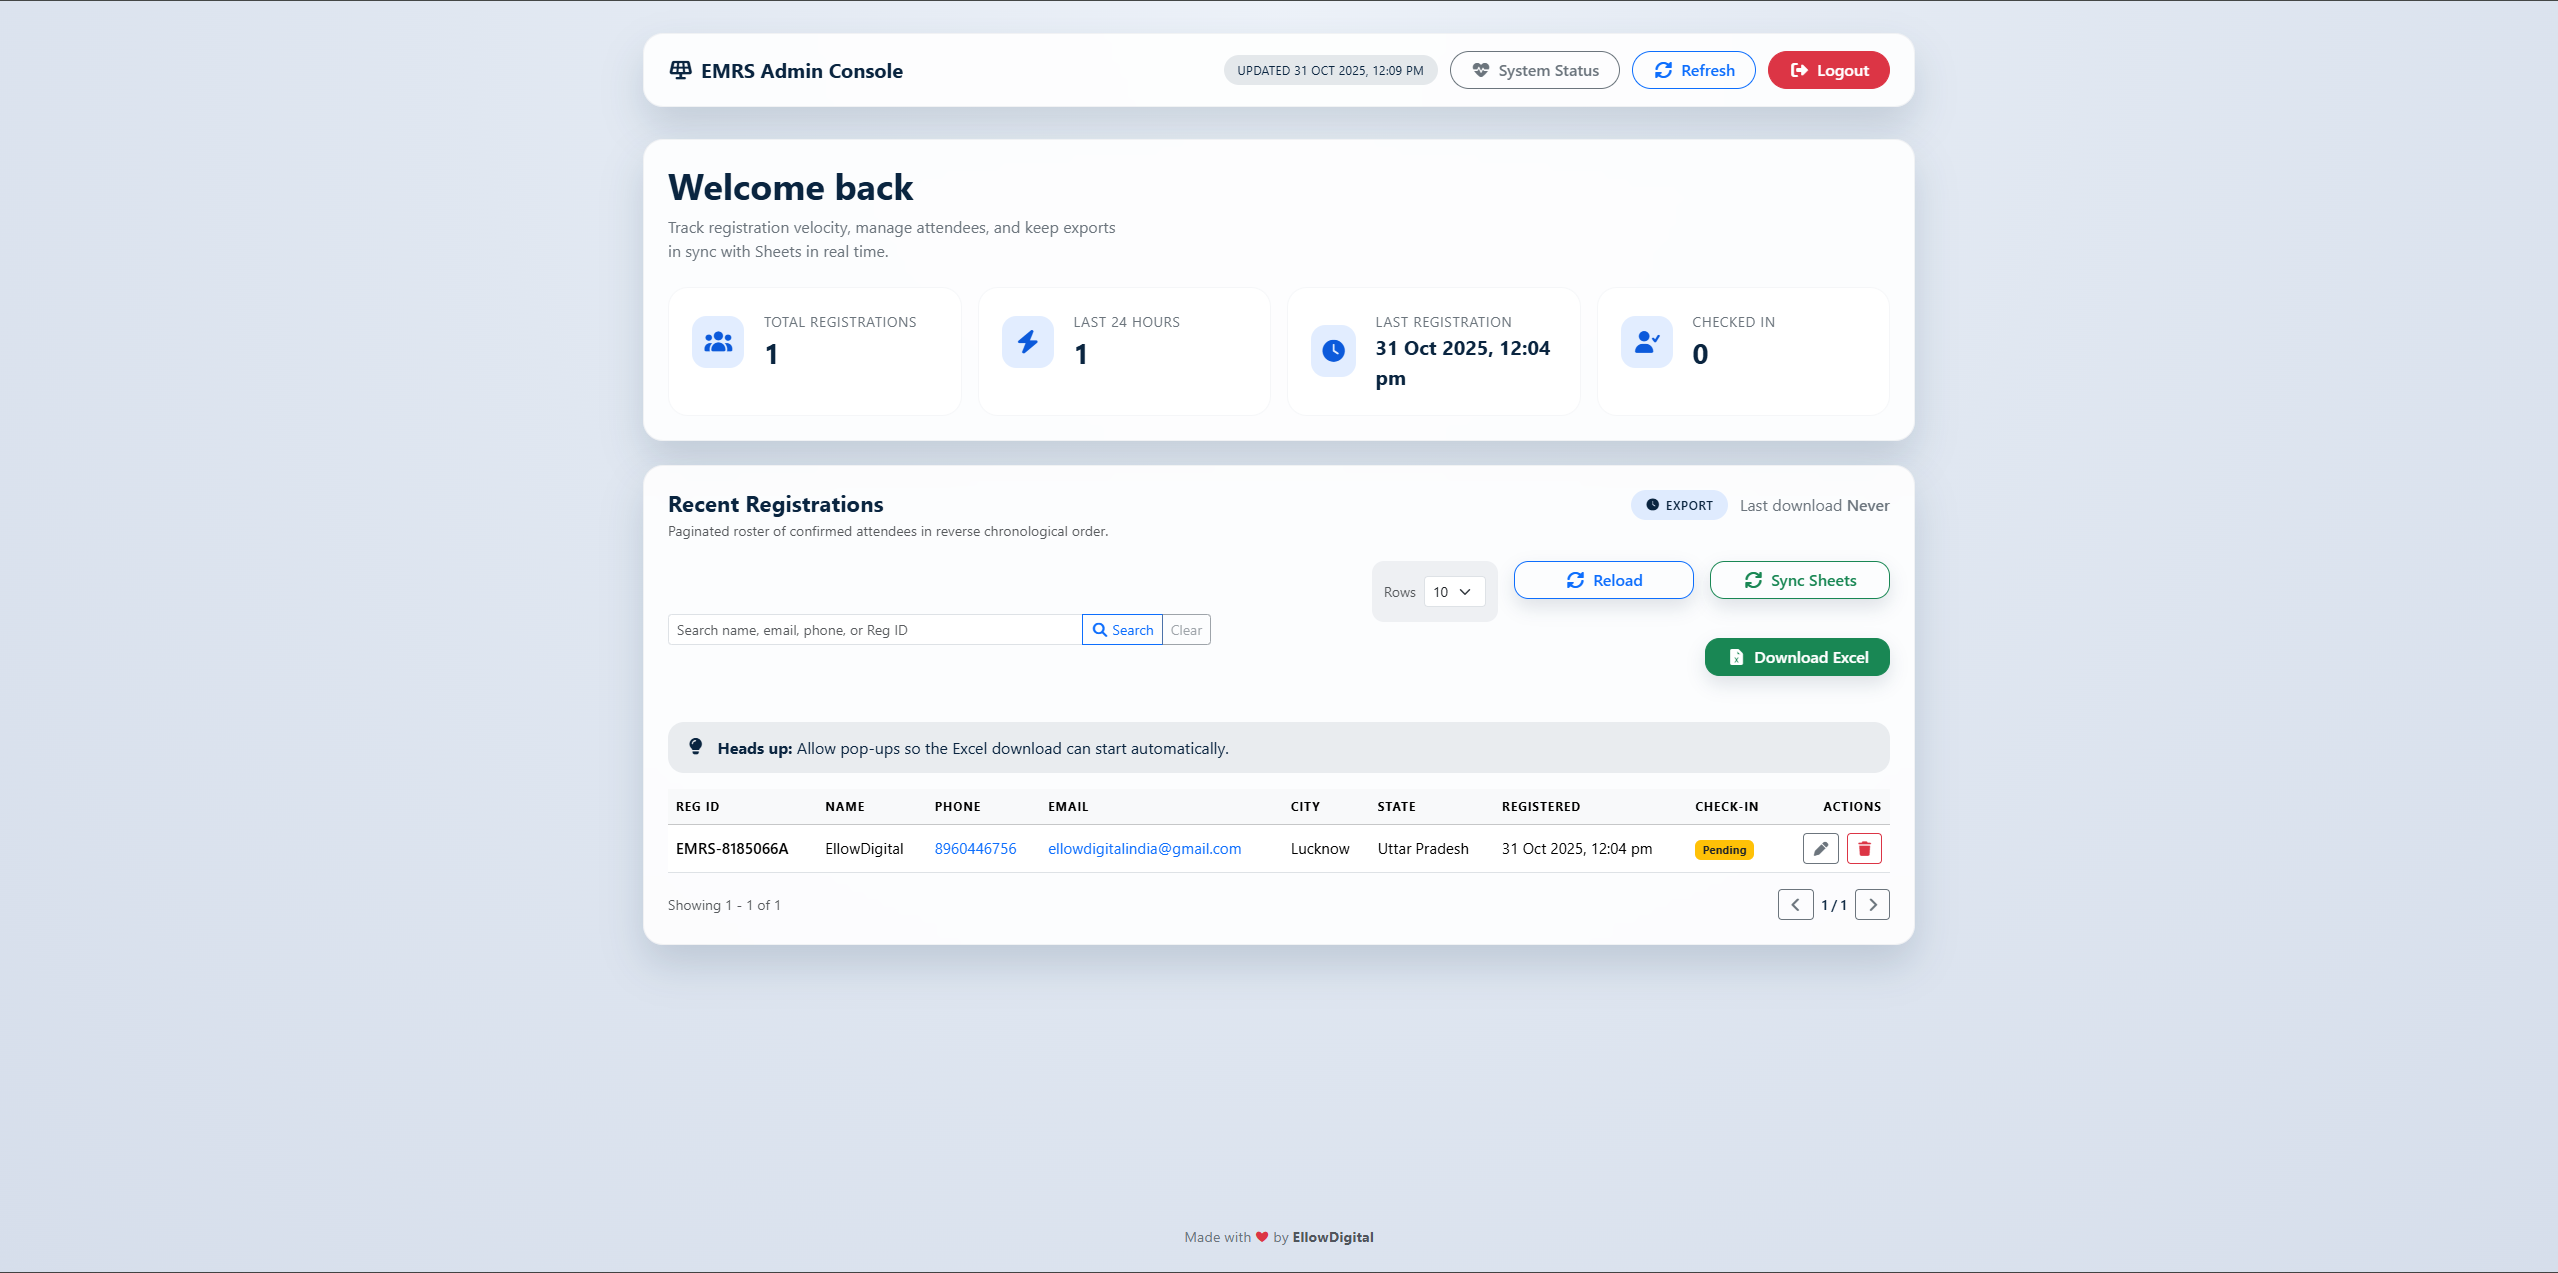 EMRS Admin Console
UPDATED 31 OCT 2025, 12:09 PM
System Status
Refresh
Logout
Welcome back
Track registration velocity, manage attendees, and keep exports
in sync with Sheets in real time.
TOTAL REGISTRATIONS
1
LAST 24 HOURS
1
LAST REGISTRATION
31 Oct 2025, 12:04
pm
CHECKED IN
0
Recent Registrations
EXPORT
Last download Never
Paginated roster of confirmed attendees in reverse chronological order.
Rows 10
Reload
Sync Sheets
Search name, email, phone, or Reg ID
Search
Clear
Download Excel
Heads up: Allow pop-ups so the Excel download can start automatically.
REG ID NAME PHONE EMAIL CITY STATE REGISTERED CHECK-IN ACTIONS
EMRS-8185066A EllowDigital 8960446756 ellowdigitalindia@gmail.com Lucknow Uttar Pradesh 31 Oct 2025, 12:04 pm Pending
Showing 1 - 1 of 1
1 / 1
Made with by EllowDigital